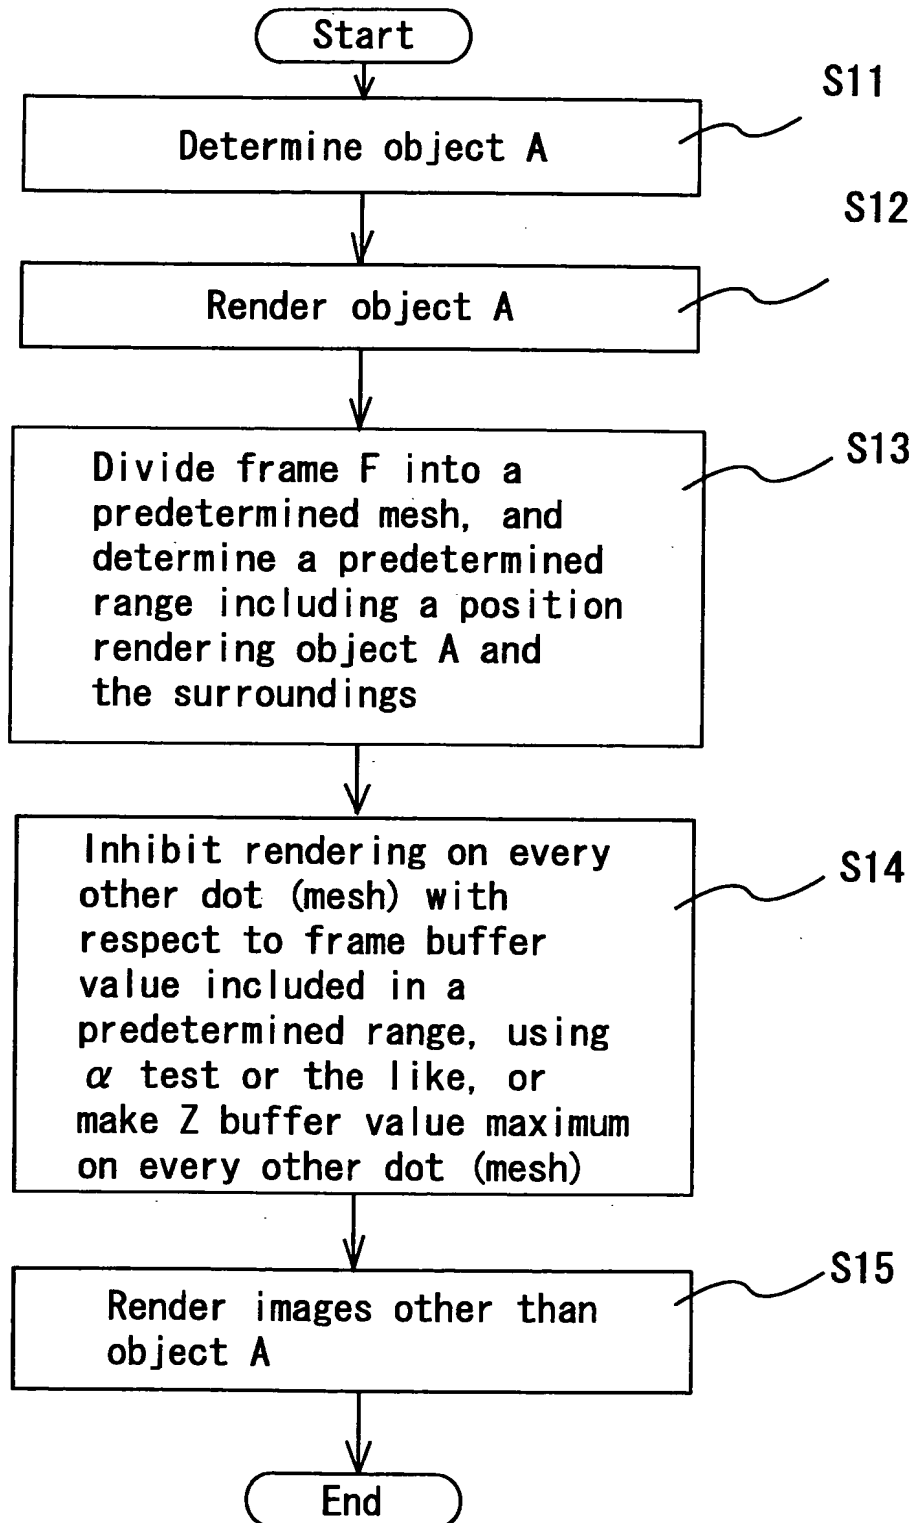 Start
S11
Determine object A
S12
Render object A
S13
Divide frame F into a
predetermined mesh, and
determine a predetermined
range including a position
rendering object A and
the surroundings
S14
Inhibit rendering on every
other dot (mesh) with
respect to frame buffer
value included in a
predetermined range, using
α test or the like, or
make Z buffer value maximum
on every other dot (mesh)
S15
Render images other than
object A
End